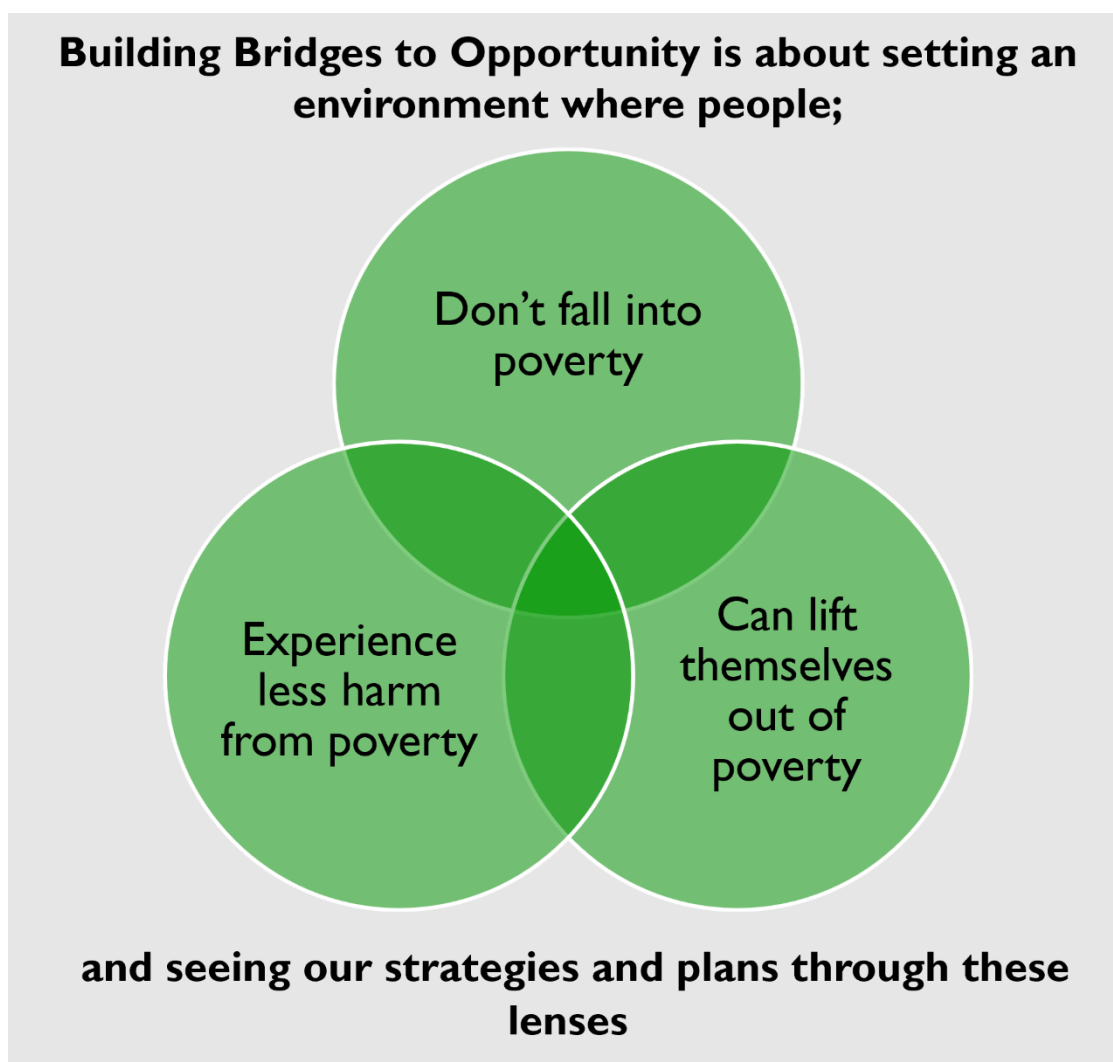 Building Bridges to Opportunity is about setting an
environment where people;
Don’t fall into
poverty
Experience
less harm
from poverty
Can lift
themselves
out of
poverty
and seeing our strategies and plans through these
lenses